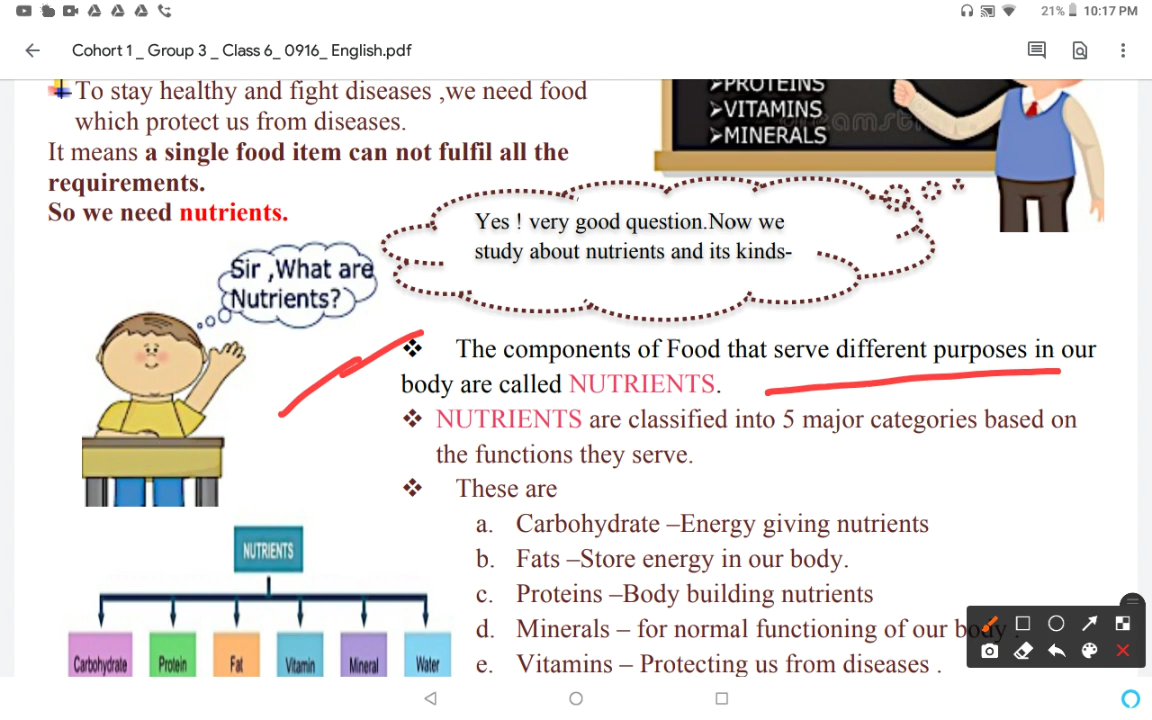 21% 10:17 PM
Cohort 1 _ Group 3 _ Class 6_ 0916_ English.pdf
To stay healthy and fight diseases ,we need food
which protect us from diseases.
It means a single food item can not fulfil all the
requirements.
So we need nutrients.
➢PROTEINS
➢VITAMINS
➢MINERALS
Yes ! very good question.Now we
study about nutrients and its kinds-
Sir ,What are
Nutrients?
❖ The components of Food that serve different purposes in our
body are called NUTRIENTS.
❖ NUTRIENTS are classified into 5 major categories based on
the functions they serve.
❖ These are
a. Carbohydrate –Energy giving nutrients
b. Fats –Store energy in our body.
c. Proteins –Body building nutrients
d. Minerals – for normal functioning of our body .
e. Vitamins – Protecting us from diseases .
NUTRIENTS
Carbohydrate Protein Fat Vitamin Mineral Water